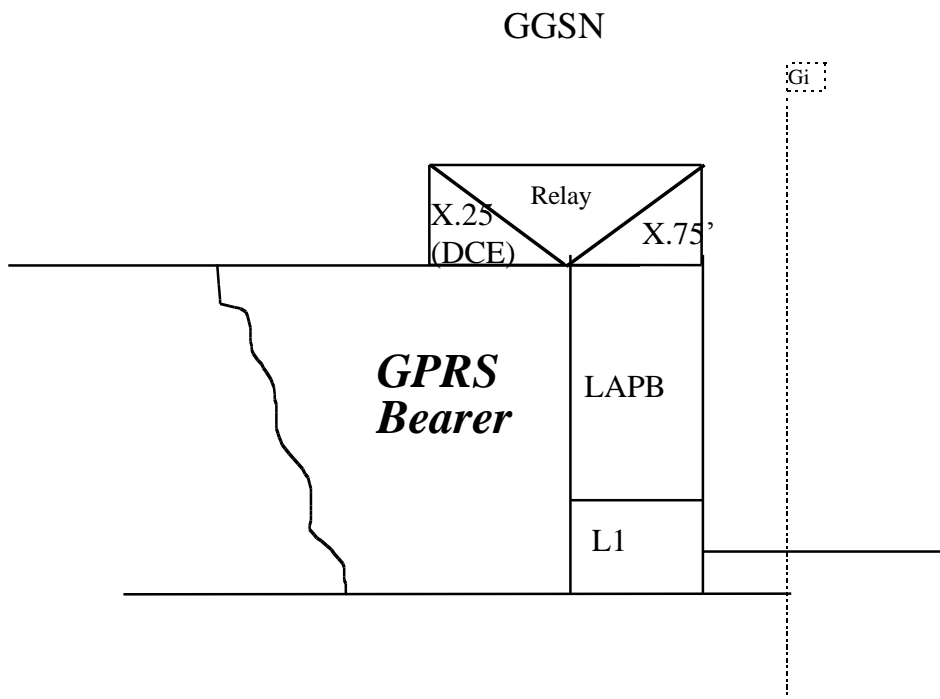 GGSN
Gi
Relay
X.25
(DCE)
X.75’
GPRS
Bearer
LAPB
L1